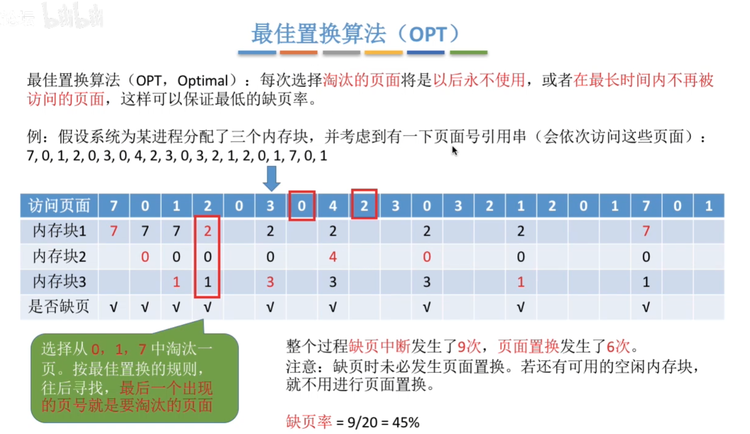 bilibili
最佳置换算法（OPT）
最佳置换算法（OPT，Optimal）：每次选择淘汰的页面将是以后永不使用，或者在最长时间内不再被
访问的页面，这样可以保证最低的缺页率。
例：假设系统为某进程分配了三个内存块，并考虑到有一下页面号引用串（会依次访问这些页面）：
7, 0, 1, 2, 0, 3, 0, 4, 2, 3, 0, 3, 2, 1, 2, 0, 1, 7, 0, 1
访问页面 7 0 1 2 0 3 0 4 2 3 0 3 2 1 2 0 1 7 0 1
内存块1 7 7 7 2 2 2 2 2 7
内存块2 0 0 0 0 4 0 0 0
内存块3 1 1 3 3 3 1 1
是否缺页 √ √ √ √ √ √ √ √ √
选择从 0，1，7 中淘汰一
页。按最佳置换的规则，
往后寻找，最后一个出现
的页号就是要淘汰的页面
整个过程缺页中断发生了9次，页面置换发生了6次。
注意：缺页时未必发生页面置换。若还有可用的空闲内存块，
就不用进行页面置换。
缺页率 = 9/20 = 45%